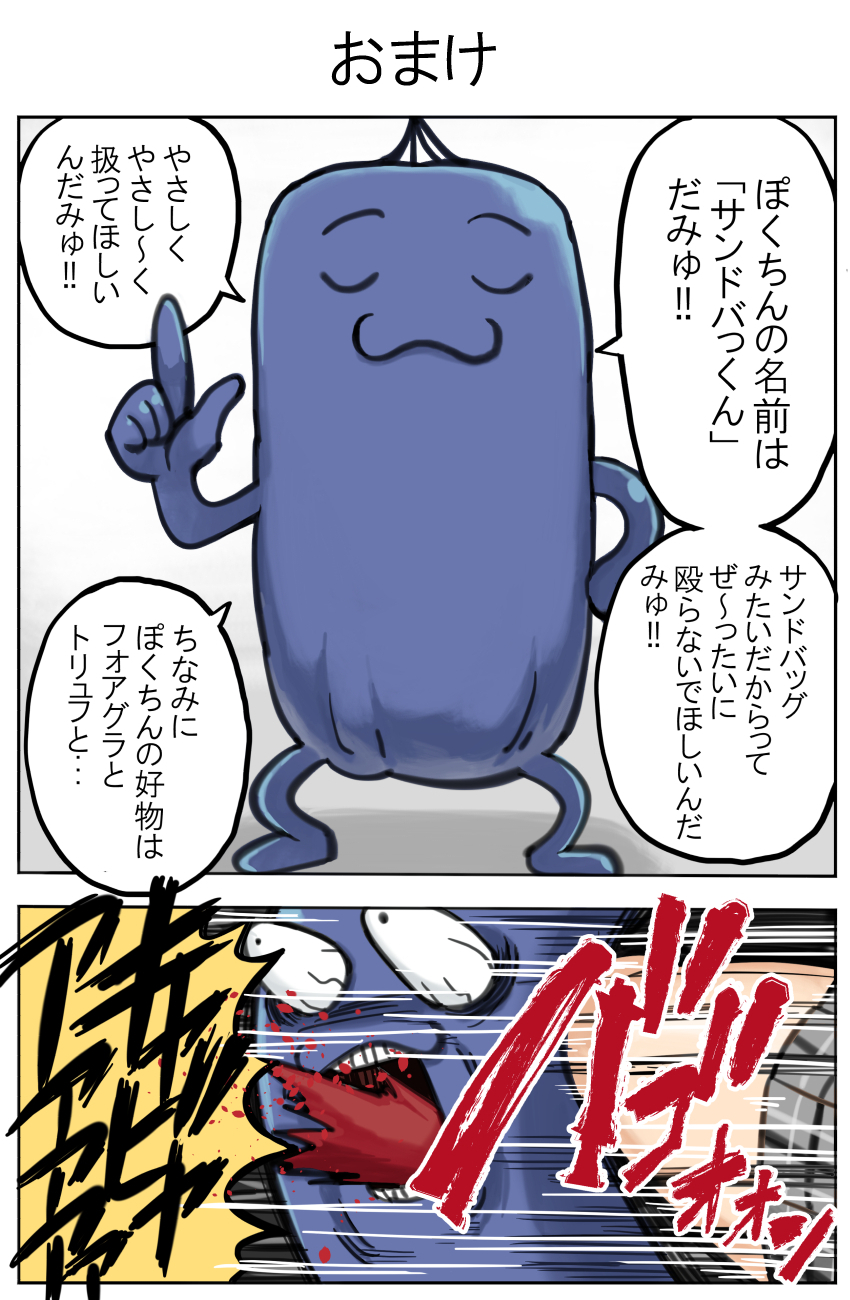 おまけ
ぽくちんの名前は
「サンドバっくん」
だみゅ!!
サンドバッグ
みたいだからって
ぜ〜ったいに
殴らないでほしいんだ
みゅ!!
やさしく
やさし〜く
扱ってほしい
んだみゅ!!
ちなみに
ぽくちんの好物は
フォアグラと
トリュフと・・・
バゴオオン